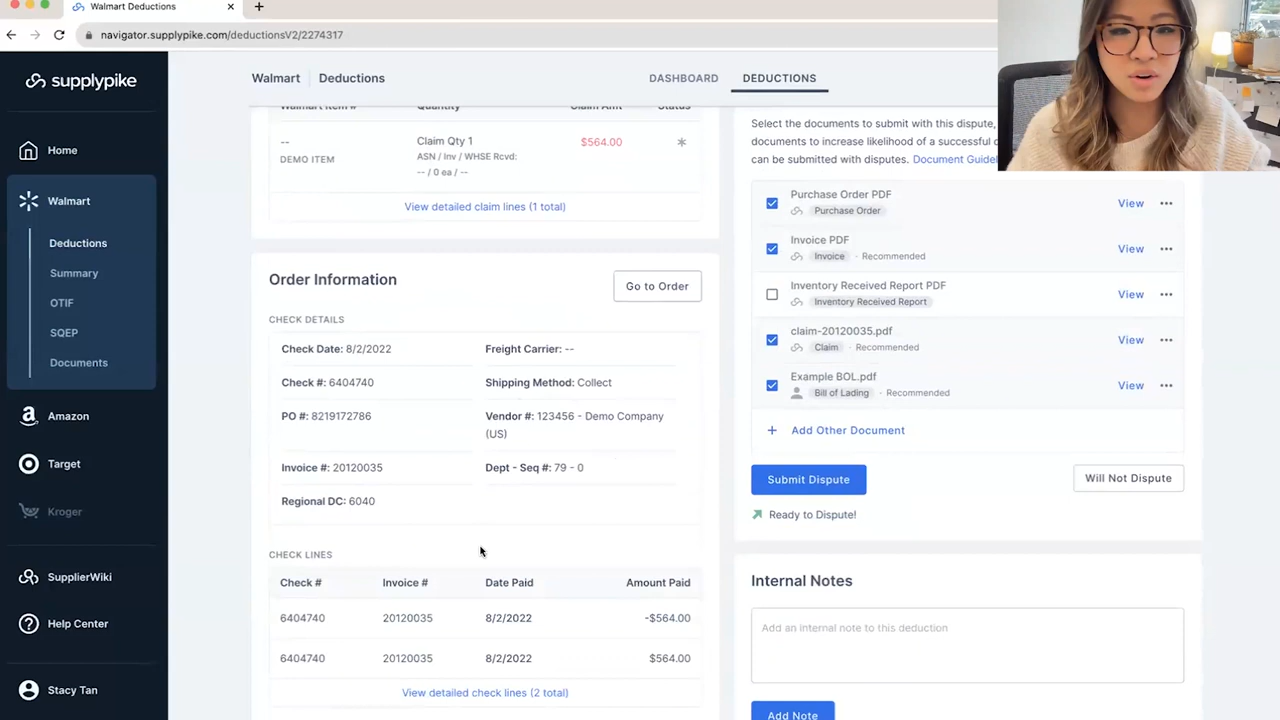 Walmart Deductions
navigator.supplypike.com/deductionsV2/2274317
supplypike
Home
Walmart
Deductions
Summary
OTIF
SQEP
Documents
Amazon
Target
Kroger
SupplierWiki
Help Center
Stacy Tan
Walmart Deductions
DASHBOARD DEDUCTIONS
Walmart Item # Quantity Claim Amt Status
-- Claim Qty 1 $564.00 *
DEMO ITEM ASN / Inv / WHSE Rcvd:
-- / 0 ea / --
View detailed claim lines (1 total)
Order Information Go to Order
CHECK DETAILS
Check Date: 8/2/2022 Freight Carrier: --
Check #: 6404740 Shipping Method: Collect
PO #: 8219172786 Vendor #: 123456 - Demo Company
(US)
Invoice #: 20120035 Dept - Seq #: 79 - 0
Regional DC: 6040
CHECK LINES
Check # Invoice # Date Paid Amount Paid
6404740 20120035 8/2/2022 -$564.00
6404740 20120035 8/2/2022 $564.00
View detailed check lines (2 total)
Select the documents to submit with this dispute,
documents to increase likelihood of a successful
can be submitted with disputes. Document
Purchase Order PDF View
Purchase Order
Invoice PDF View
Invoice · Recommended
Inventory Received Report PDF View
Inventory Received Report
claim-20120035.pdf View
Claim · Recommended
Example BOL.pdf View
Bill of Lading · Recommended
+ Add Other Document
Submit Dispute Will Not Dispute
Ready to Dispute!
Internal Notes
Add an internal note to this deduction
Add Note